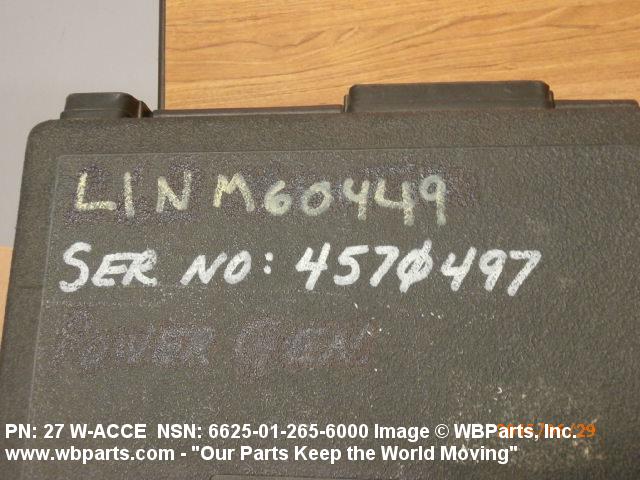 LIN M60449
SER NO: 4570497
POWER
PN: 27 W-ACCE NSN: 6625-01-265-6000 Image © WBParts, Inc.
www.wbparts.com - "Our Parts Keep the World Moving"